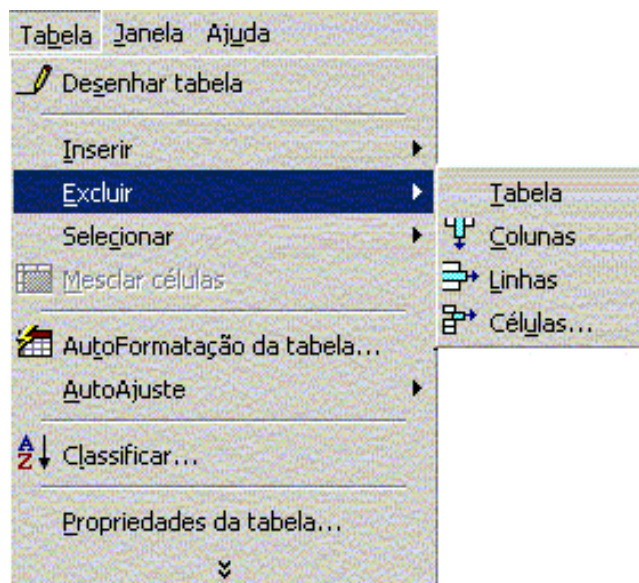 Tabela Janela Ajuda
Desenhar tabela
Inserir
Excluir
Selecionar
Mesclar células
AutoFormatação da tabela...
AutoAjuste
Classificar...
Propriedades da tabela...
Tabela
Colunas
Linhas
Células...